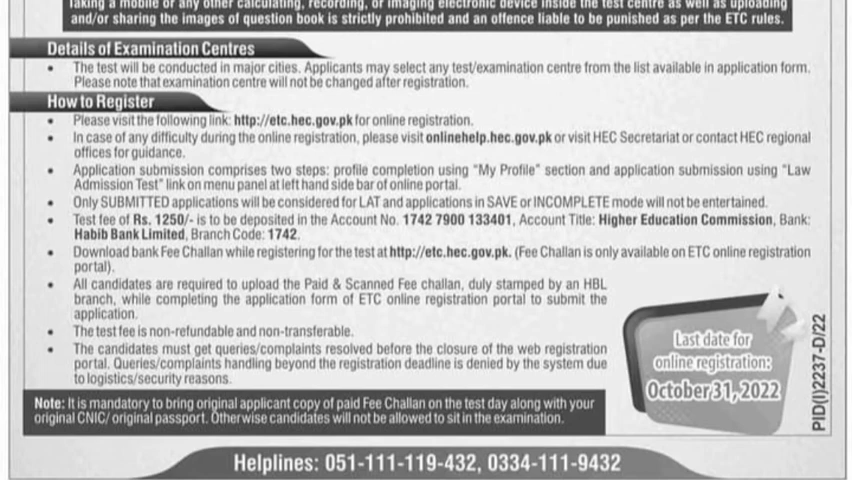 Taking a mobile or any other calculating, recording, or imaging electronic device inside the test centre as well as uploading
and/or sharing the images of question book is strictly prohibited and an offence liable to be punished as per the ETC rules.
Details of Examination Centres
• The test will be conducted in major cities. Applicants may select any test/examination centre from the list available in application form.
Please note that examination centre will not be changed after registration.
How to Register
• Please visit the following link: http://etc.hec.gov.pk for online registration.
• In case of any difficulty during the online registration, please visit onlinehelp.hec.gov.pk or visit HEC Secretariat or contact HEC regional
offices for guidance.
• Application submission comprises two steps: profile completion using "My Profile" section and application submission using "Law
Admission Test" link on menu panel at left hand side bar of online portal.
• Only SUBMITTED applications will be considered for LAT and applications in SAVE or INCOMPLETE mode will not be entertained.
• Test fee of Rs. 1250/- is to be deposited in the Account No. 1742 7900 133401, Account Title: Higher Education Commission, Bank:
Habib Bank Limited, Branch Code: 1742.
• Download bank Fee Challan while registering for the test at http://etc.hec.gov.pk. (Fee Challan is only available on ETC online registration
portal).
• All candidates are required to upload the Paid & Scanned Fee challan, duly stamped by an HBL
branch, while completing the application form of ETC online registration portal to submit the
application.
• The test fee is non-refundable and non-transferable.
• The candidates must get queries/complaints resolved before the closure of the web registration
portal. Queries/complaints handling beyond the registration deadline is denied by the system due
to logistics/security reasons.
Last date for
online registration:
October 31, 2022
PID(I)2237-D/22
Note: It is mandatory to bring original applicant copy of paid Fee Challan on the test day along with your
original CNIC/ original passport. Otherwise candidates will not be allowed to sit in the examination.
Helplines: 051-111-119-432, 0334-111-9432